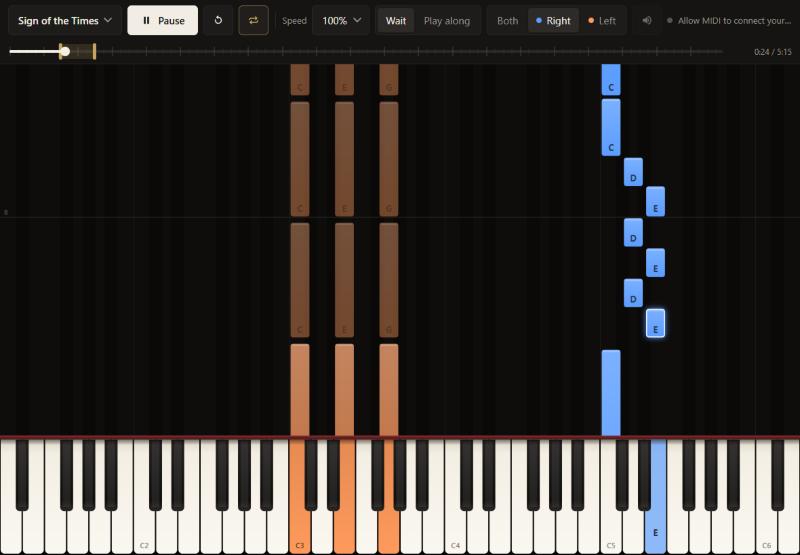 Sign of the Times Pause Speed 100% Wait Play along Both Right Left Allow MIDI to connect your...
0:24 / 5:15
C E G C
C
D
C E G E
8
D
E
D
C E G E
E
C2 C3 C4 C5 C6